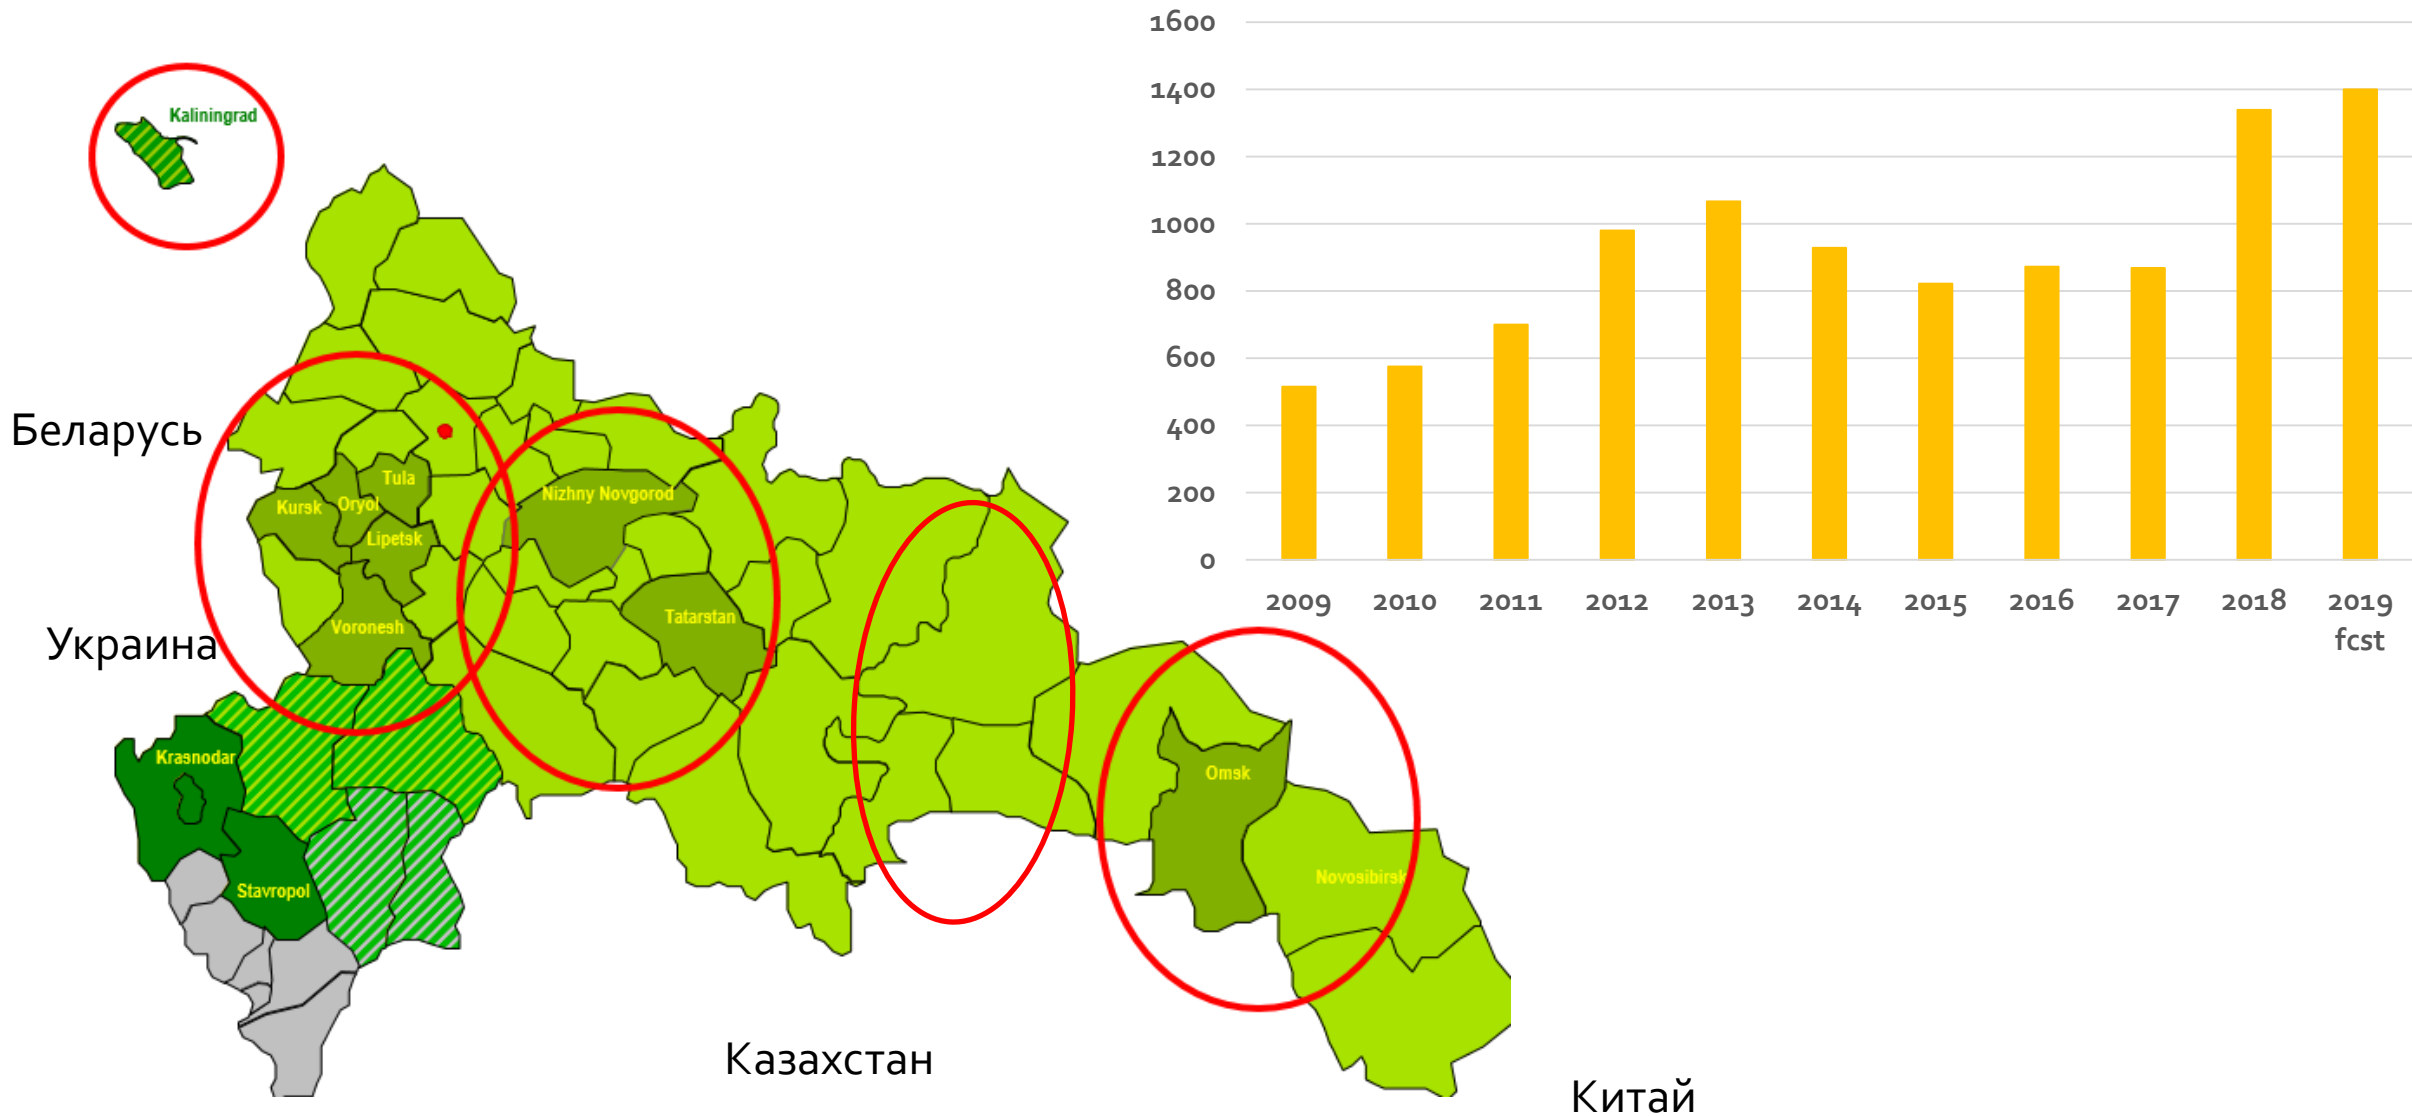 1600
1400
1200
1000
800
600
400
200
0
2009 2010 2011 2012 2013 2014 2015 2016 2017 2018 2019
fcst
Kaliningrad
Беларусь
Tula
Kursk
Oryol
Nizhny Novgorod
Lipetsk
Voronesh
Tatarstan
Украина
Krasnodar
Omsk
Stavropol
Novosibirsk
Казахстан
Китай